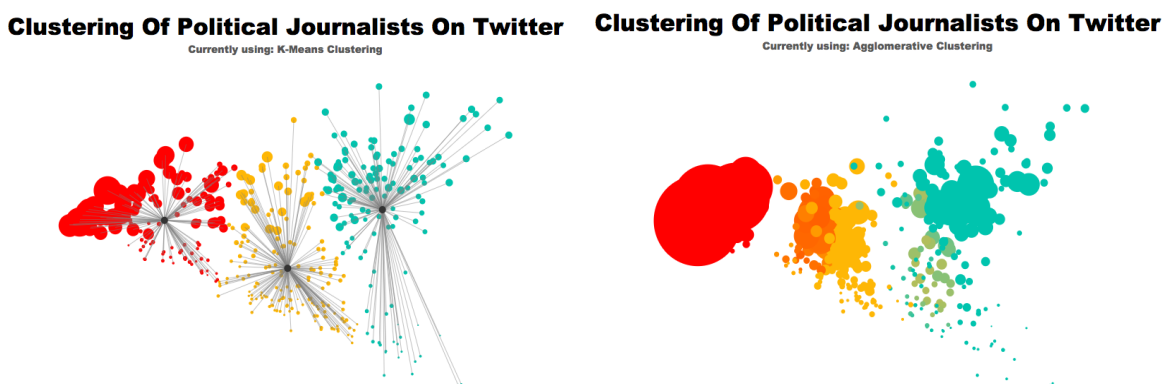 Clustering Of Political Journalists On Twitter
Currently using: K-Means Clustering
Clustering Of Political Journalists On Twitter
Currently using: Agglomerative Clustering